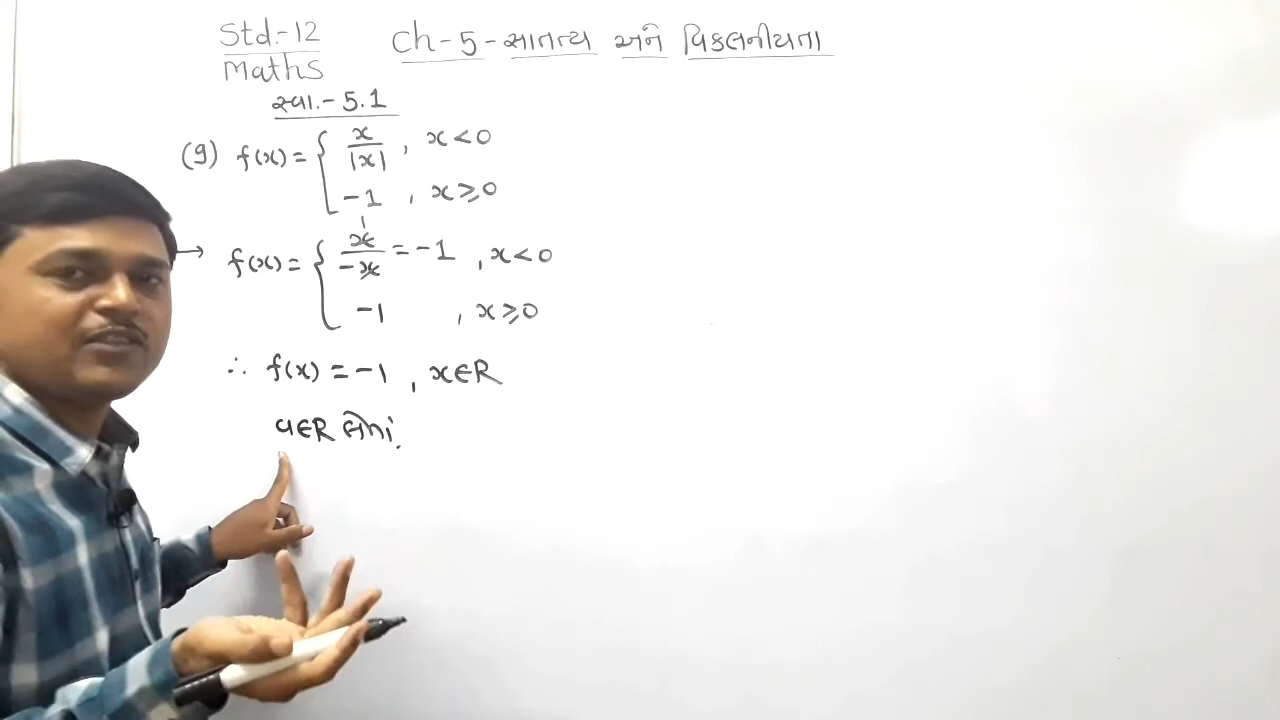 Std.-12
Maths
Ch-5-સાતત્ય અને વિકલનીયતા
સ્વા.-5.1
(9) f(x) = { x/|x| , x<0
-1 , x≥0
→ f(x) = { x/-x = -1 , x<0
-1 , x≥0
∴ f(x) = -1 , x∈R
a∈R લેતાં.